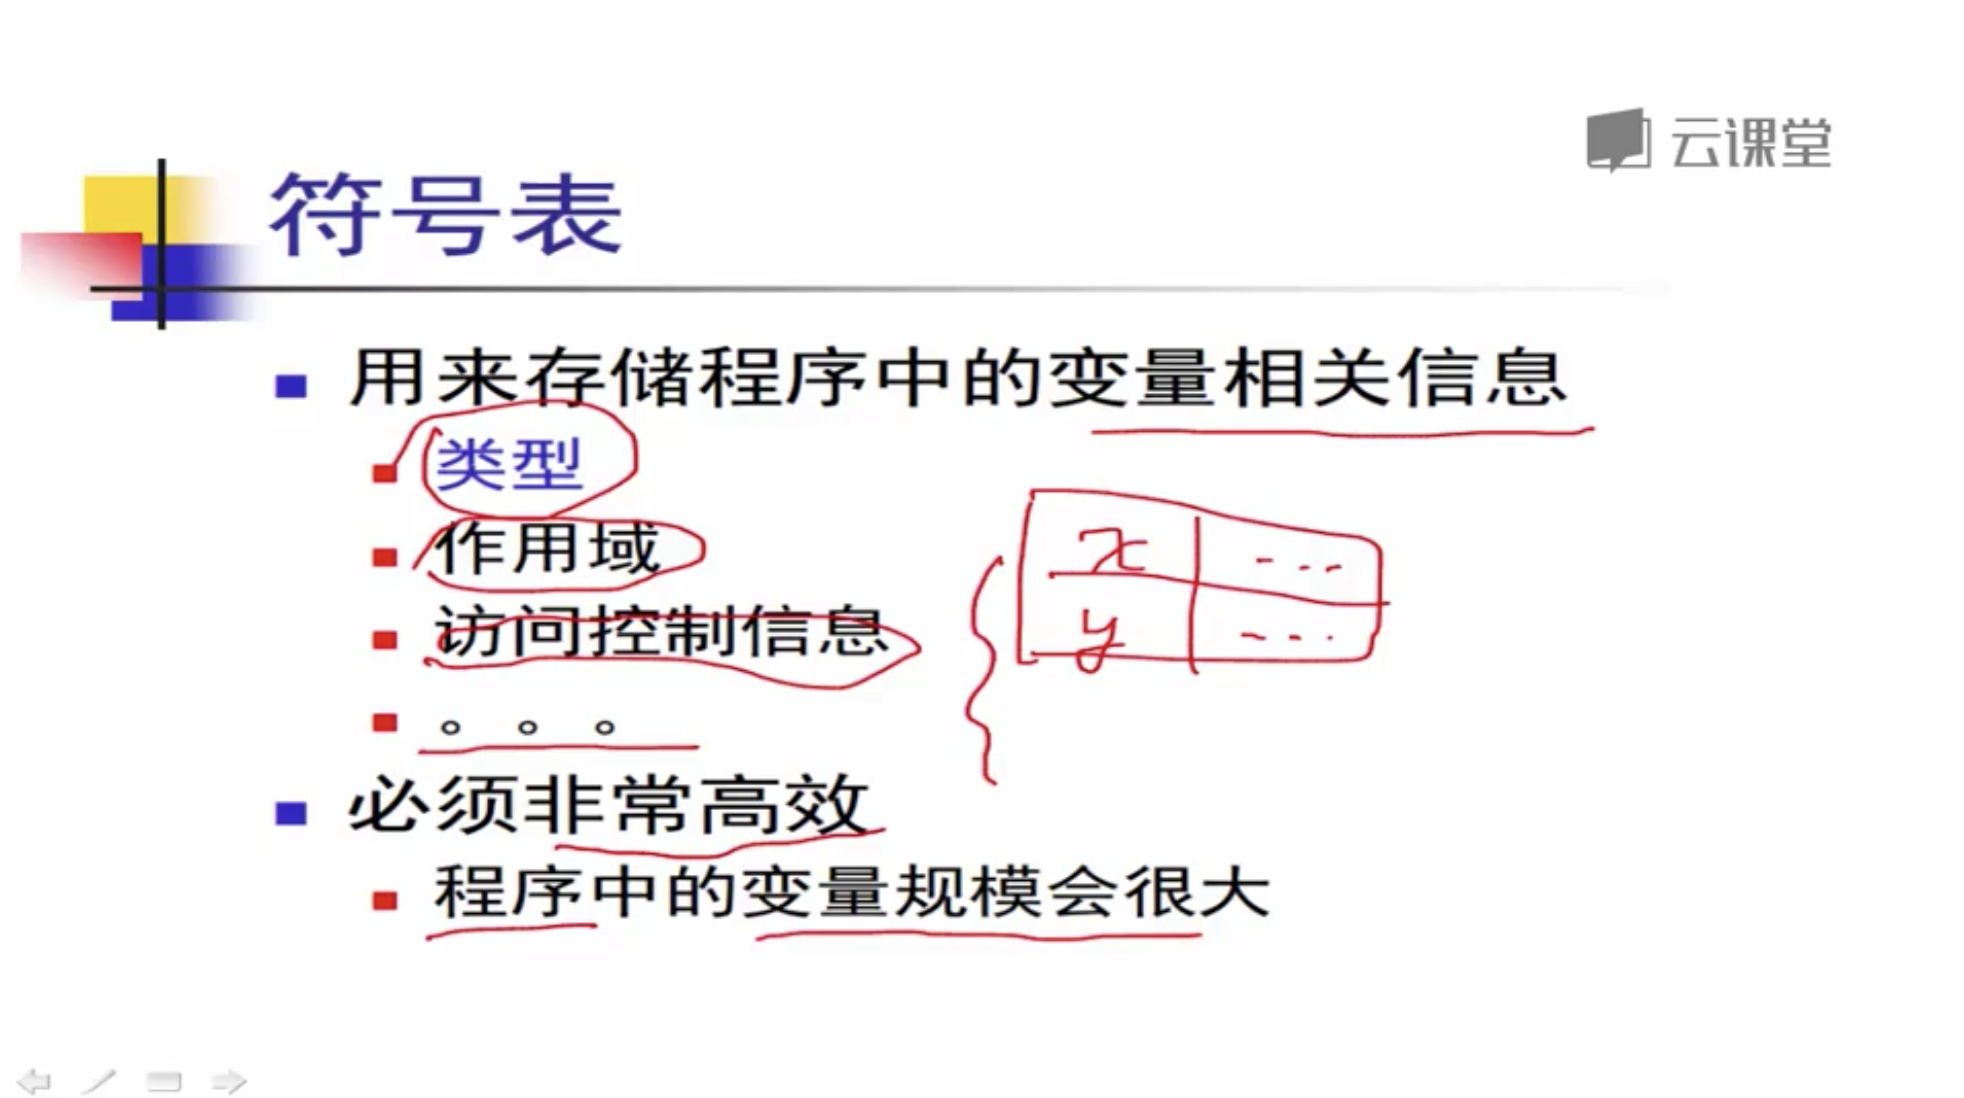 云课堂
符号表
用来存储程序中的变量相关信息
类型
作用域
访问控制信息
。。。
x ...
y ...
必须非常高效
程序中的变量规模会很大